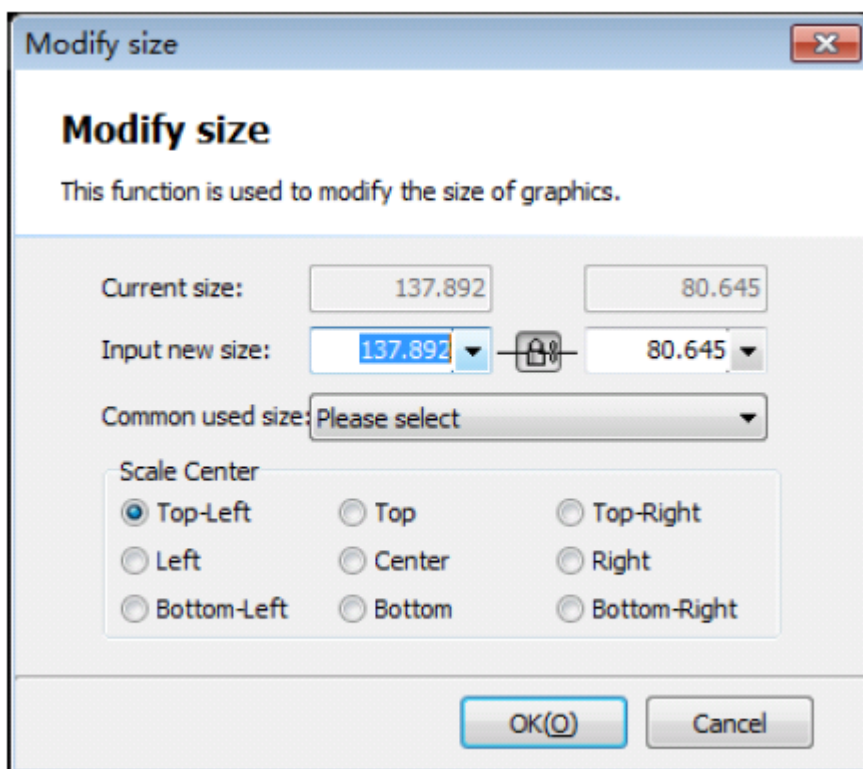 Modify size
Modify size
This function is used to modify the size of graphics.
Current size: 137.892 80.645
Input new size: 137.892 80.645
Common used size: Please select
Scale Center
Top-Left Top Top-Right
Left Center Right
Bottom-Left Bottom Bottom-Right
OK(O) Cancel